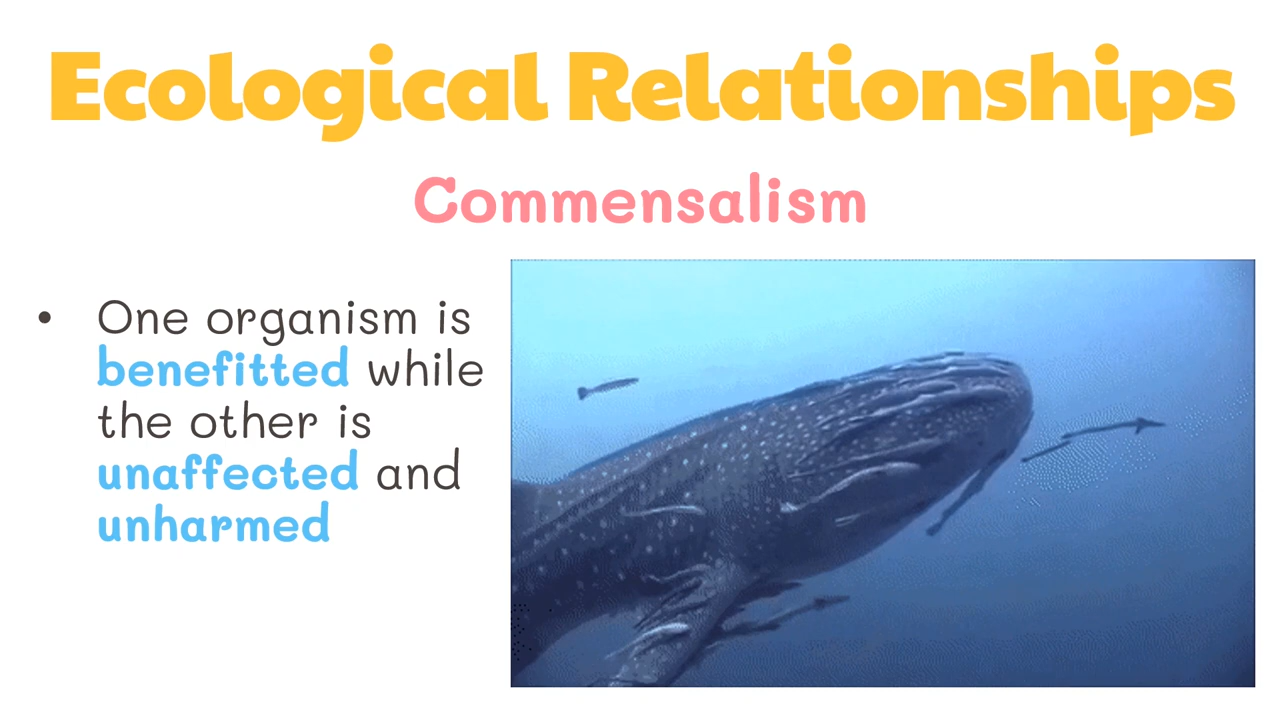 Ecological Relationships
Commensalism
• One organism is
benefitted while
the other is
unaffected and
unharmed